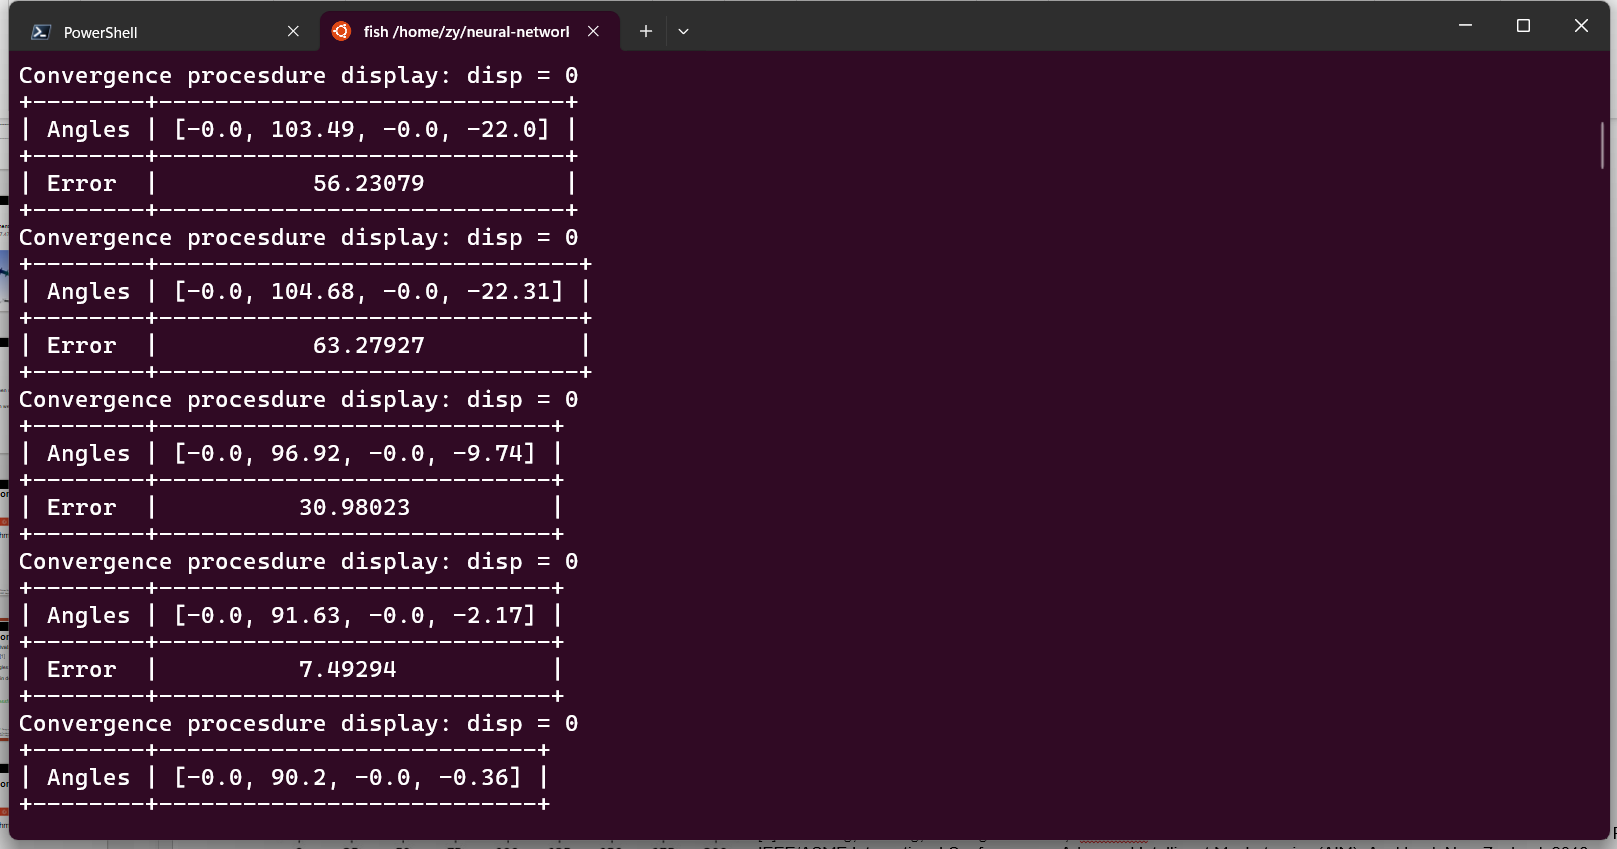 PowerShell
fish /home/zy/neural-networl
Convergence procesdure display: disp = 0
+--------+-----------------------------+
| Angles | [-0.0, 103.49, -0.0, -22.0] |
+--------+-----------------------------+
| Error  |           56.23079          |
+--------+-----------------------------+
Convergence procesdure display: disp = 0
+--------+------------------------------+
| Angles | [-0.0, 104.68, -0.0, -22.31] |
+--------+------------------------------+
| Error  |           63.27927           |
+--------+------------------------------+
Convergence procesdure display: disp = 0
+--------+----------------------------+
| Angles | [-0.0, 96.92, -0.0, -9.74] |
+--------+----------------------------+
| Error  |          30.98023          |
+--------+----------------------------+
Convergence procesdure display: disp = 0
+--------+----------------------------+
| Angles | [-0.0, 91.63, -0.0, -2.17] |
+--------+----------------------------+
| Error  |          7.49294           |
+--------+----------------------------+
Convergence procesdure display: disp = 0
+--------+---------------------------+
| Angles | [-0.0, 90.2, -0.0, -0.36] |
+--------+---------------------------+